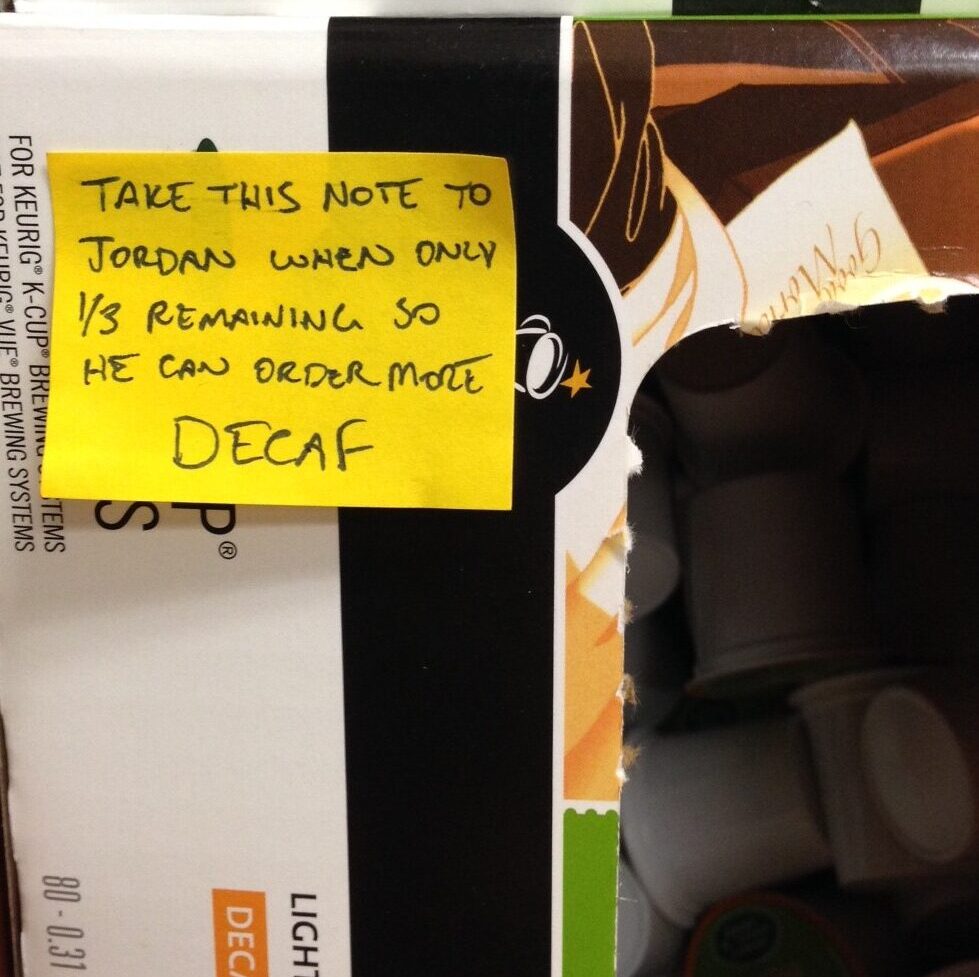 TAKE THIS NOTE TO
JORDAN WHEN ONLY
1/3 REMAINING SO
HE CAN ORDER MORE
DECAF
FOR KEURIG® K-CUP® BREWING SYSTEMS
FOR KEURIG® VUE® BREWING SYSTEMS
P®
S
LIGHT
DECA
80 - 0.31